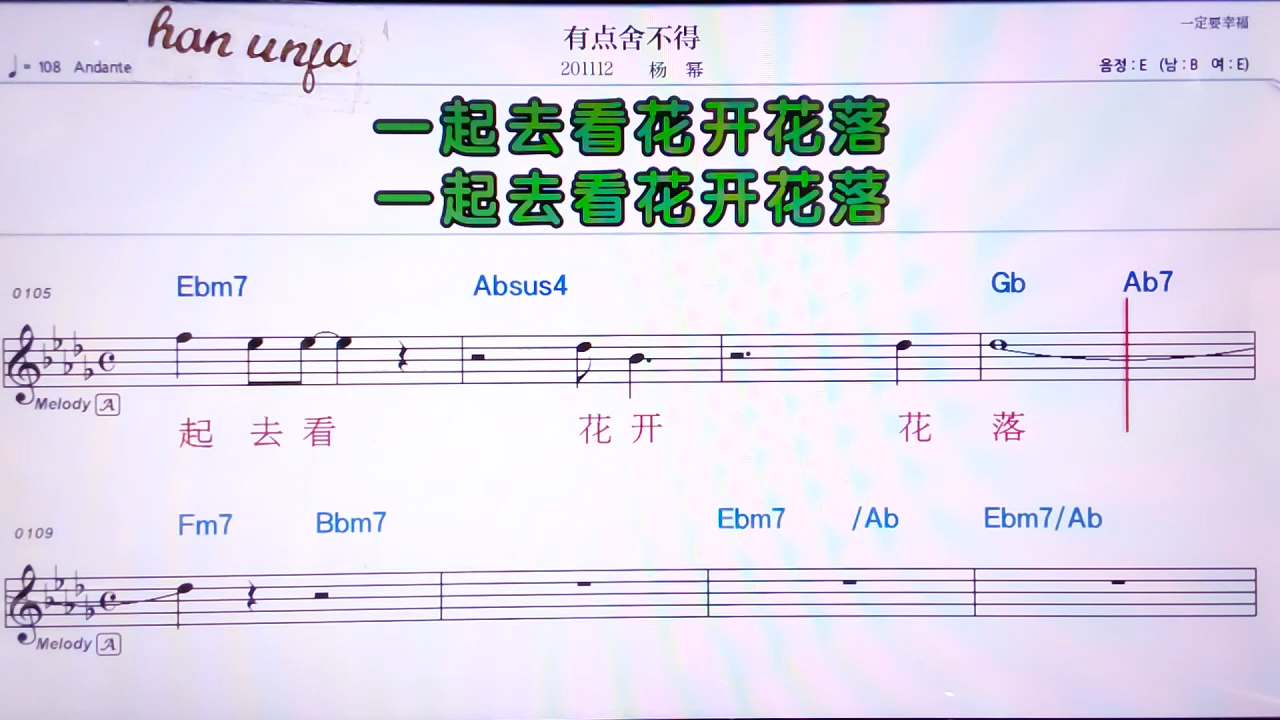 han unfa
有点舍不得
一定要幸福
♩= 108 Andante
201112 杨 幂
음정 : E (남 : B 여 : E)
一起去看花开花落
一起去看花开花落
0105 Ebm7 Absus4 Gb Ab7
Melody A
起 去 看 花 开 花 落
0109 Fm7 Bbm7 Ebm7 /Ab Ebm7/Ab
Melody A